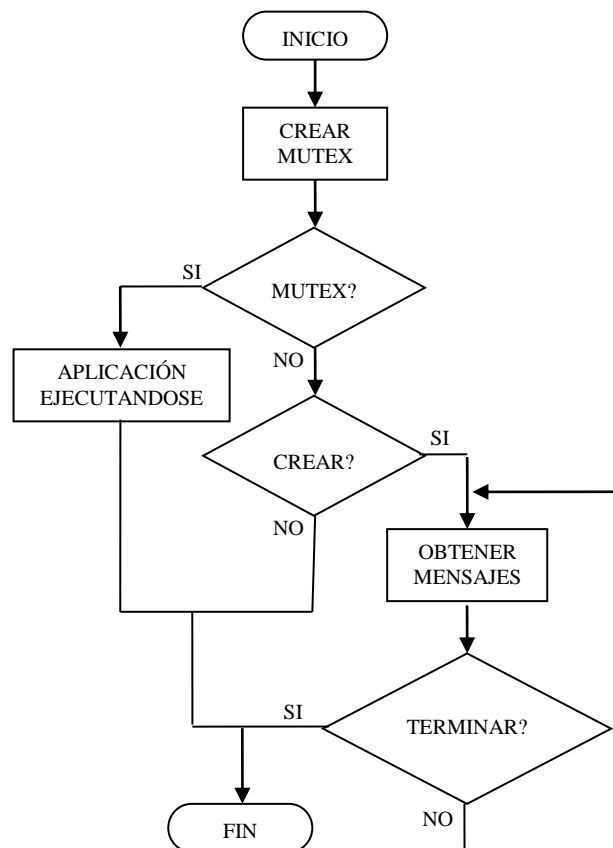 INICIO
CREAR
MUTEX
SI
MUTEX?
NO
APLICACIÓN
EJECUTANDOSE
SI
CREAR?
NO
OBTENER
MENSAJES
SI
TERMINAR?
NO
FIN